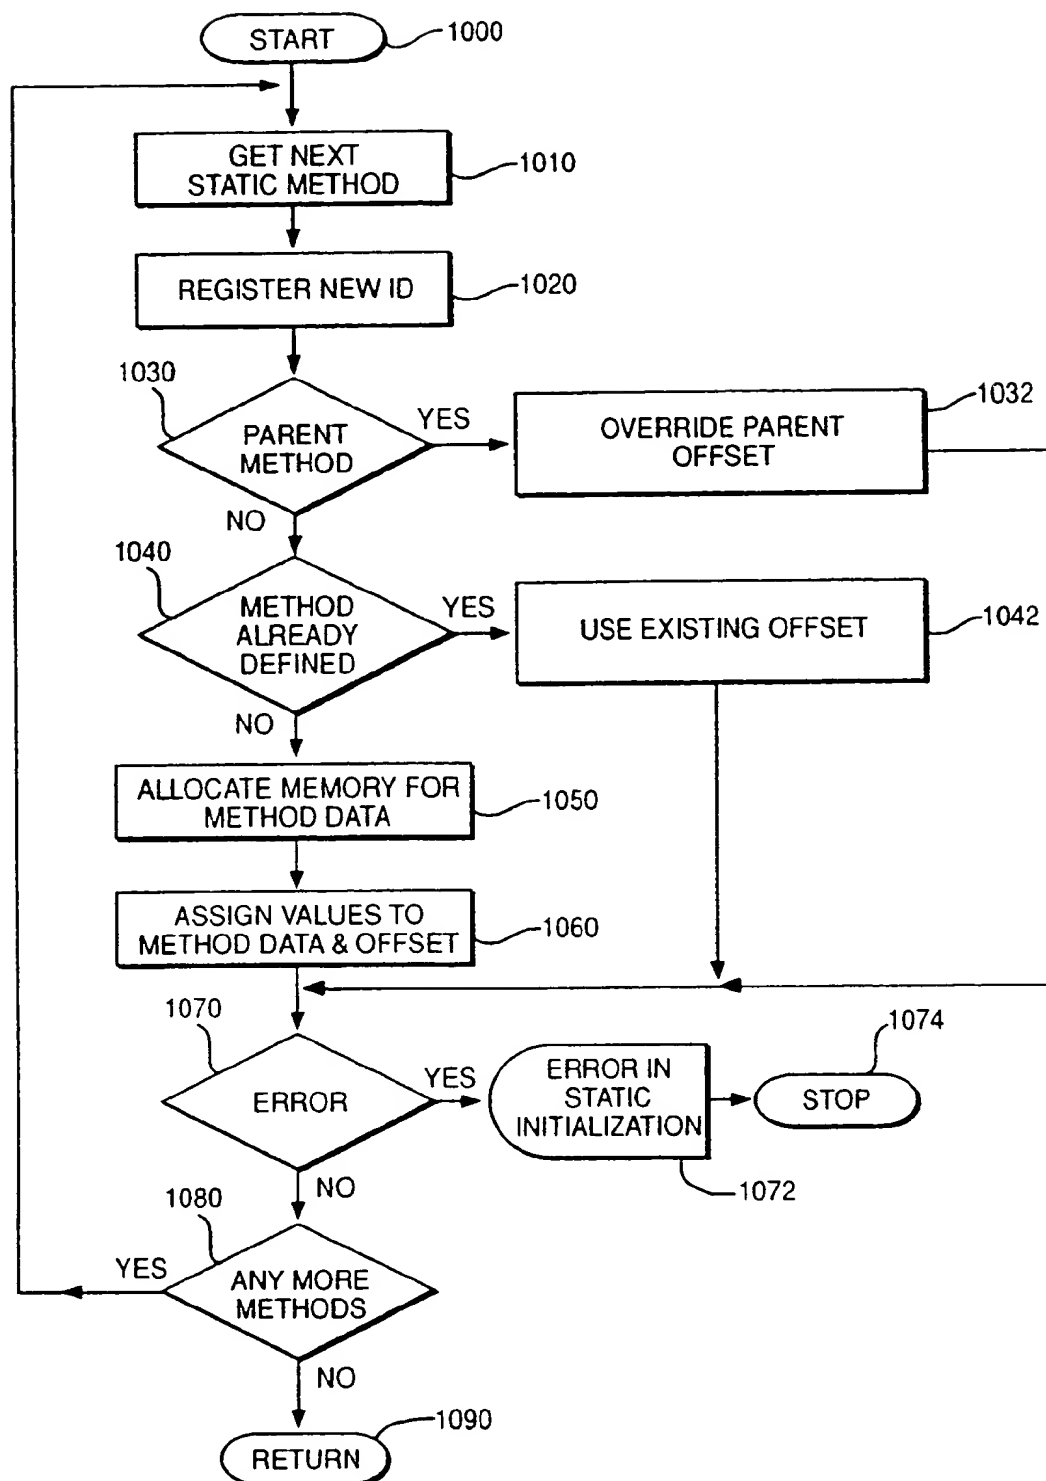 START
1000
GET NEXT
STATIC METHOD
1010
REGISTER NEW ID
1020
1030
PARENT
METHOD
YES
OVERRIDE PARENT
OFFSET
1032
NO
1040
METHOD
ALREADY
DEFINED
YES
USE EXISTING OFFSET
1042
NO
ALLOCATE MEMORY FOR
METHOD DATA
1050
ASSIGN VALUES TO
METHOD DATA & OFFSET
1060
1070
ERROR
YES
ERROR IN
STATIC
INITIALIZATION
1072
STOP
1074
NO
1080
ANY MORE
METHODS
YES
NO
RETURN
1090